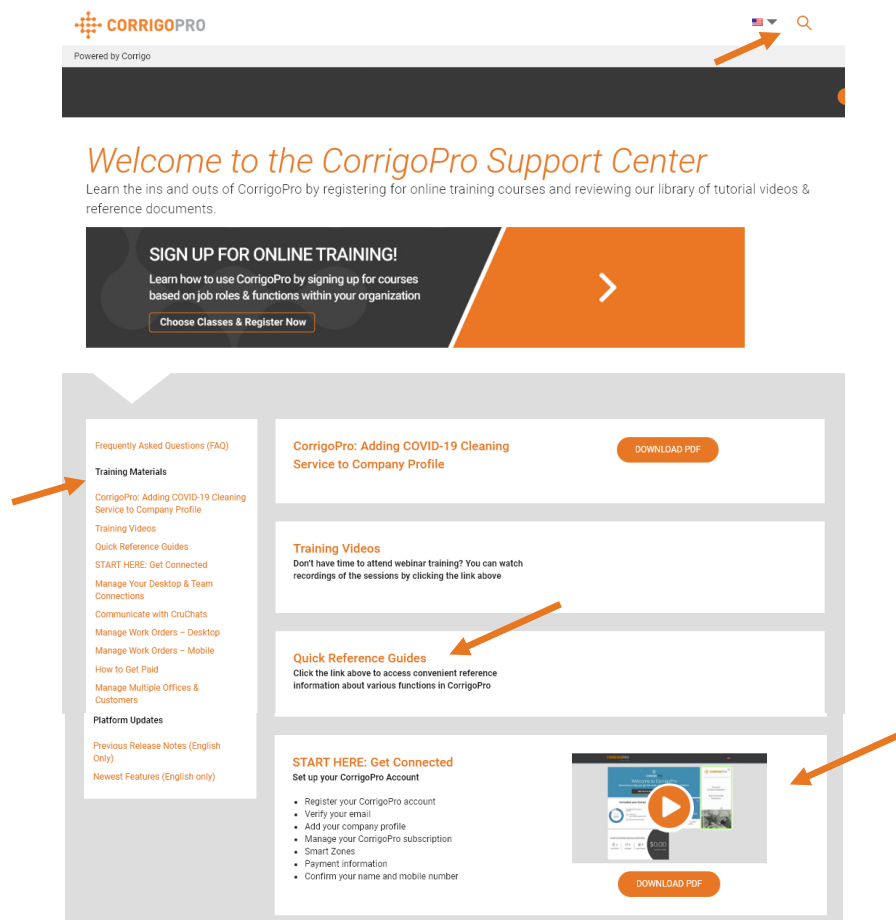 CORRIGOPRO
Powered by Corrigo
Welcome to the CorrigoPro Support Center
Learn the ins and outs of CorrigoPro by registering for online training courses and reviewing our library of tutorial videos &
reference documents.
SIGN UP FOR ONLINE TRAINING!
Learn how to use CorrigoPro by signing up for courses
based on job roles & functions within your organization
Choose Classes & Register Now
Frequently Asked Questions (FAQ)
Training Materials
CorrigoPro: Adding COVID-19 Cleaning
Service to Company Profile
Training Videos
Quick Reference Guides
START HERE: Get Connected
Manage Your Desktop & Team
Connections
Communicate with CruChats
Manage Work Orders – Desktop
Manage Work Orders – Mobile
How to Get Paid
Manage Multiple Offices &
Customers
Platform Updates
Previous Release Notes (English
Only)
Newest Features (English only)
CorrigoPro: Adding COVID-19 Cleaning
Service to Company Profile
DOWNLOAD PDF
Training Videos
Don't have time to attend webinar training? You can watch
recordings of the sessions by clicking the link above
Quick Reference Guides
Click the link above to access convenient reference
information about various functions in CorrigoPro
START HERE: Get Connected
Set up your CorrigoPro Account
• Register your CorrigoPro account
• Verify your email
• Add your company profile
• Manage your CorrigoPro subscription
• Smart Zones
• Payment information
• Confirm your name and mobile number
CORRIGOPRO
$0.00
DOWNLOAD PDF